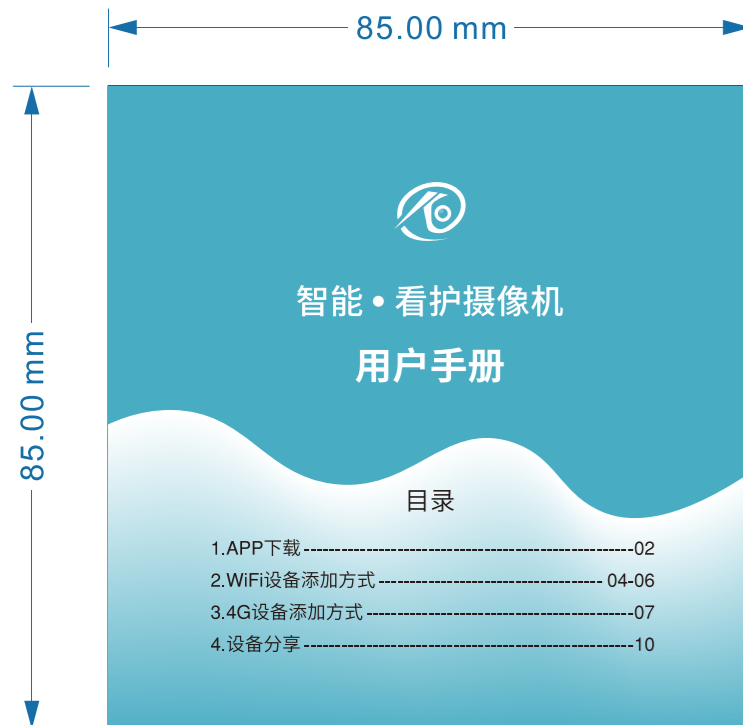 85.00 mm
85.00 mm
智能•看护摄像机
用户手册
目录
1.APP下载------------------------------------------------02
2.WiFi设备添加方式--------------------------------- 04-06
3.4G设备添加方式---------------------------------------07
4.设备分享------------------------------------------------10